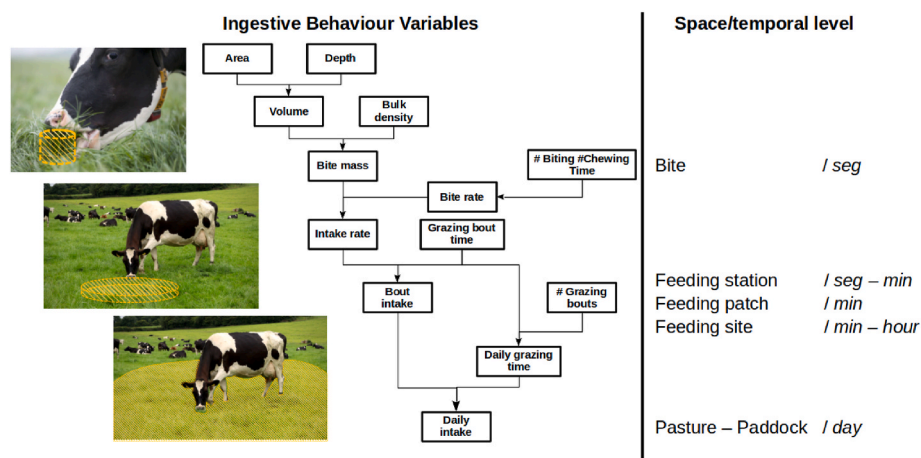 Ingestive Behaviour Variables
Space/temporal level
Area
Depth
Volume
Bulk
density
Bite mass
# Biting #Chewing
Time
Bite / seg
Bite rate
Intake rate
Grazing bout
time
Bout
intake
# Grazing
bouts
Feeding station / seg – min
Feeding patch / min
Feeding site / min – hour
Daily grazing
time
Daily
intake
Pasture – Paddock / day